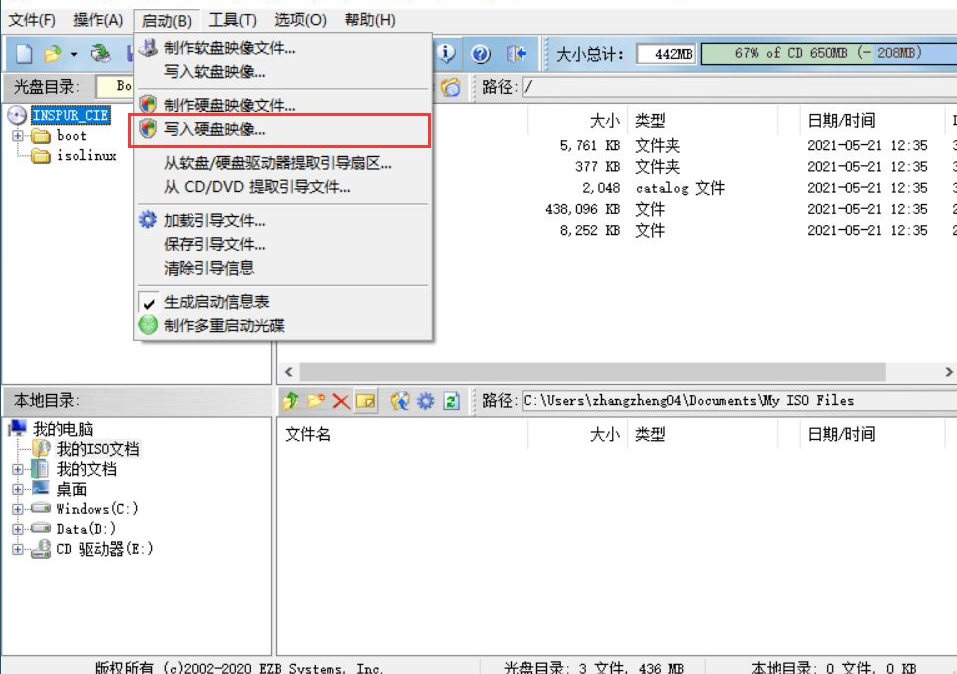 文件(F) 操作(A) 启动(B) 工具(T) 选项(O) 帮助(H)
大小总计: 442MB 67% of CD 650MB (- 208MB)
光盘目录: Bo 路径: /
制作软盘映像文件...
写入软盘映像...
制作硬盘映像文件...
写入硬盘映像...
从软盘/硬盘驱动器提取引导扇区...
从 CD/DVD 提取引导文件...
加载引导文件...
保存引导文件...
清除引导信息
生成启动信息表
制作多重启动光碟
INSPUR_CIE
boot
isolinux
大小 类型 日期/时间
5,761 KB 文件夹 2021-05-21 12:35
377 KB 文件夹 2021-05-21 12:35
2,048 catalog 文件 2021-05-21 12:35
438,096 KB 文件 2021-05-21 12:35
8,252 KB 文件 2021-05-21 12:35
本地目录: 路径: C:\Users\zhangzheng04\Documents\My ISO Files
我的电脑
我的ISO文档
我的文档
桌面
Windows(C:)
Data(D:)
CD 驱动器(E:)
文件名 大小 类型 日期/时间
版权所有 (c)2002-2020 EZB Systems, Inc. 光盘目录: 3 文件, 436 MB 本地目录: 0 文件, 0 KB